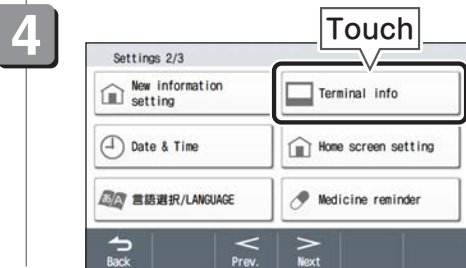 4
Touch
Settings 2/3
New information
setting
Terminal info
Date & Time
Home screen setting
あ/A 言語選択/LANGUAGE
Medicine reminder
Back
Prev.
Next